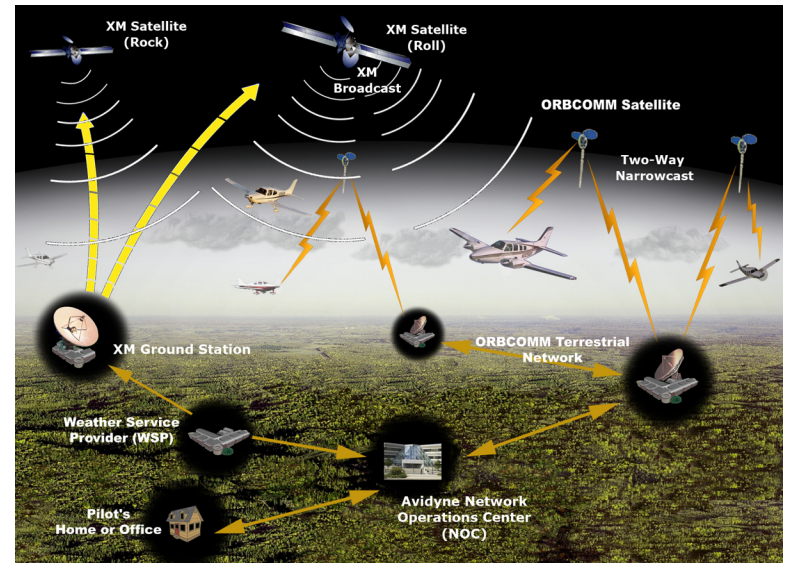 XM Satellite
(Rock)
XM Satellite
(Roll)
XM
Broadcast
ORBCOMM Satellite
Two-Way
Narrowcast
XM Ground Station
ORBCOMM Terrestrial
Network
Weather Service
Provider (WSP)
Pilot's
Home or Office
Avidyne Network
Operations Center
(NOC)